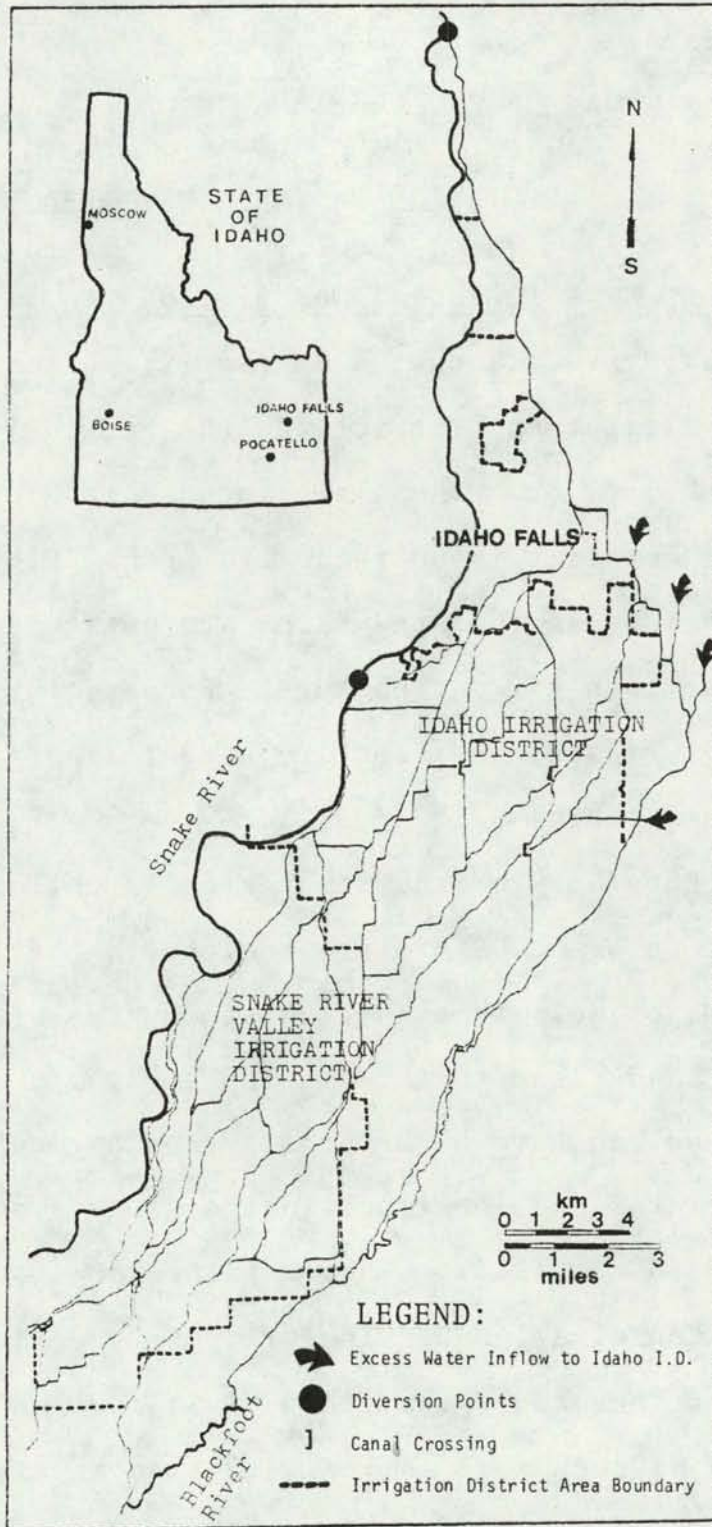 N
S
STATE
OF
IDAHO
MOSCOW
BOISE
IDAHO FALLS
POCATELLO
IDAHO FALLS
IDAHO IRRIGATION
DISTRICT
Snake River
SNAKE RIVER
VALLEY
IRRIGATION
DISTRICT
km
0 1 2 3 4
0 1 2 3
miles
LEGEND:
Excess Water Inflow to Idaho I.D.
Diversion Points
Canal Crossing
Irrigation District Area Boundary
Blackfoot
River